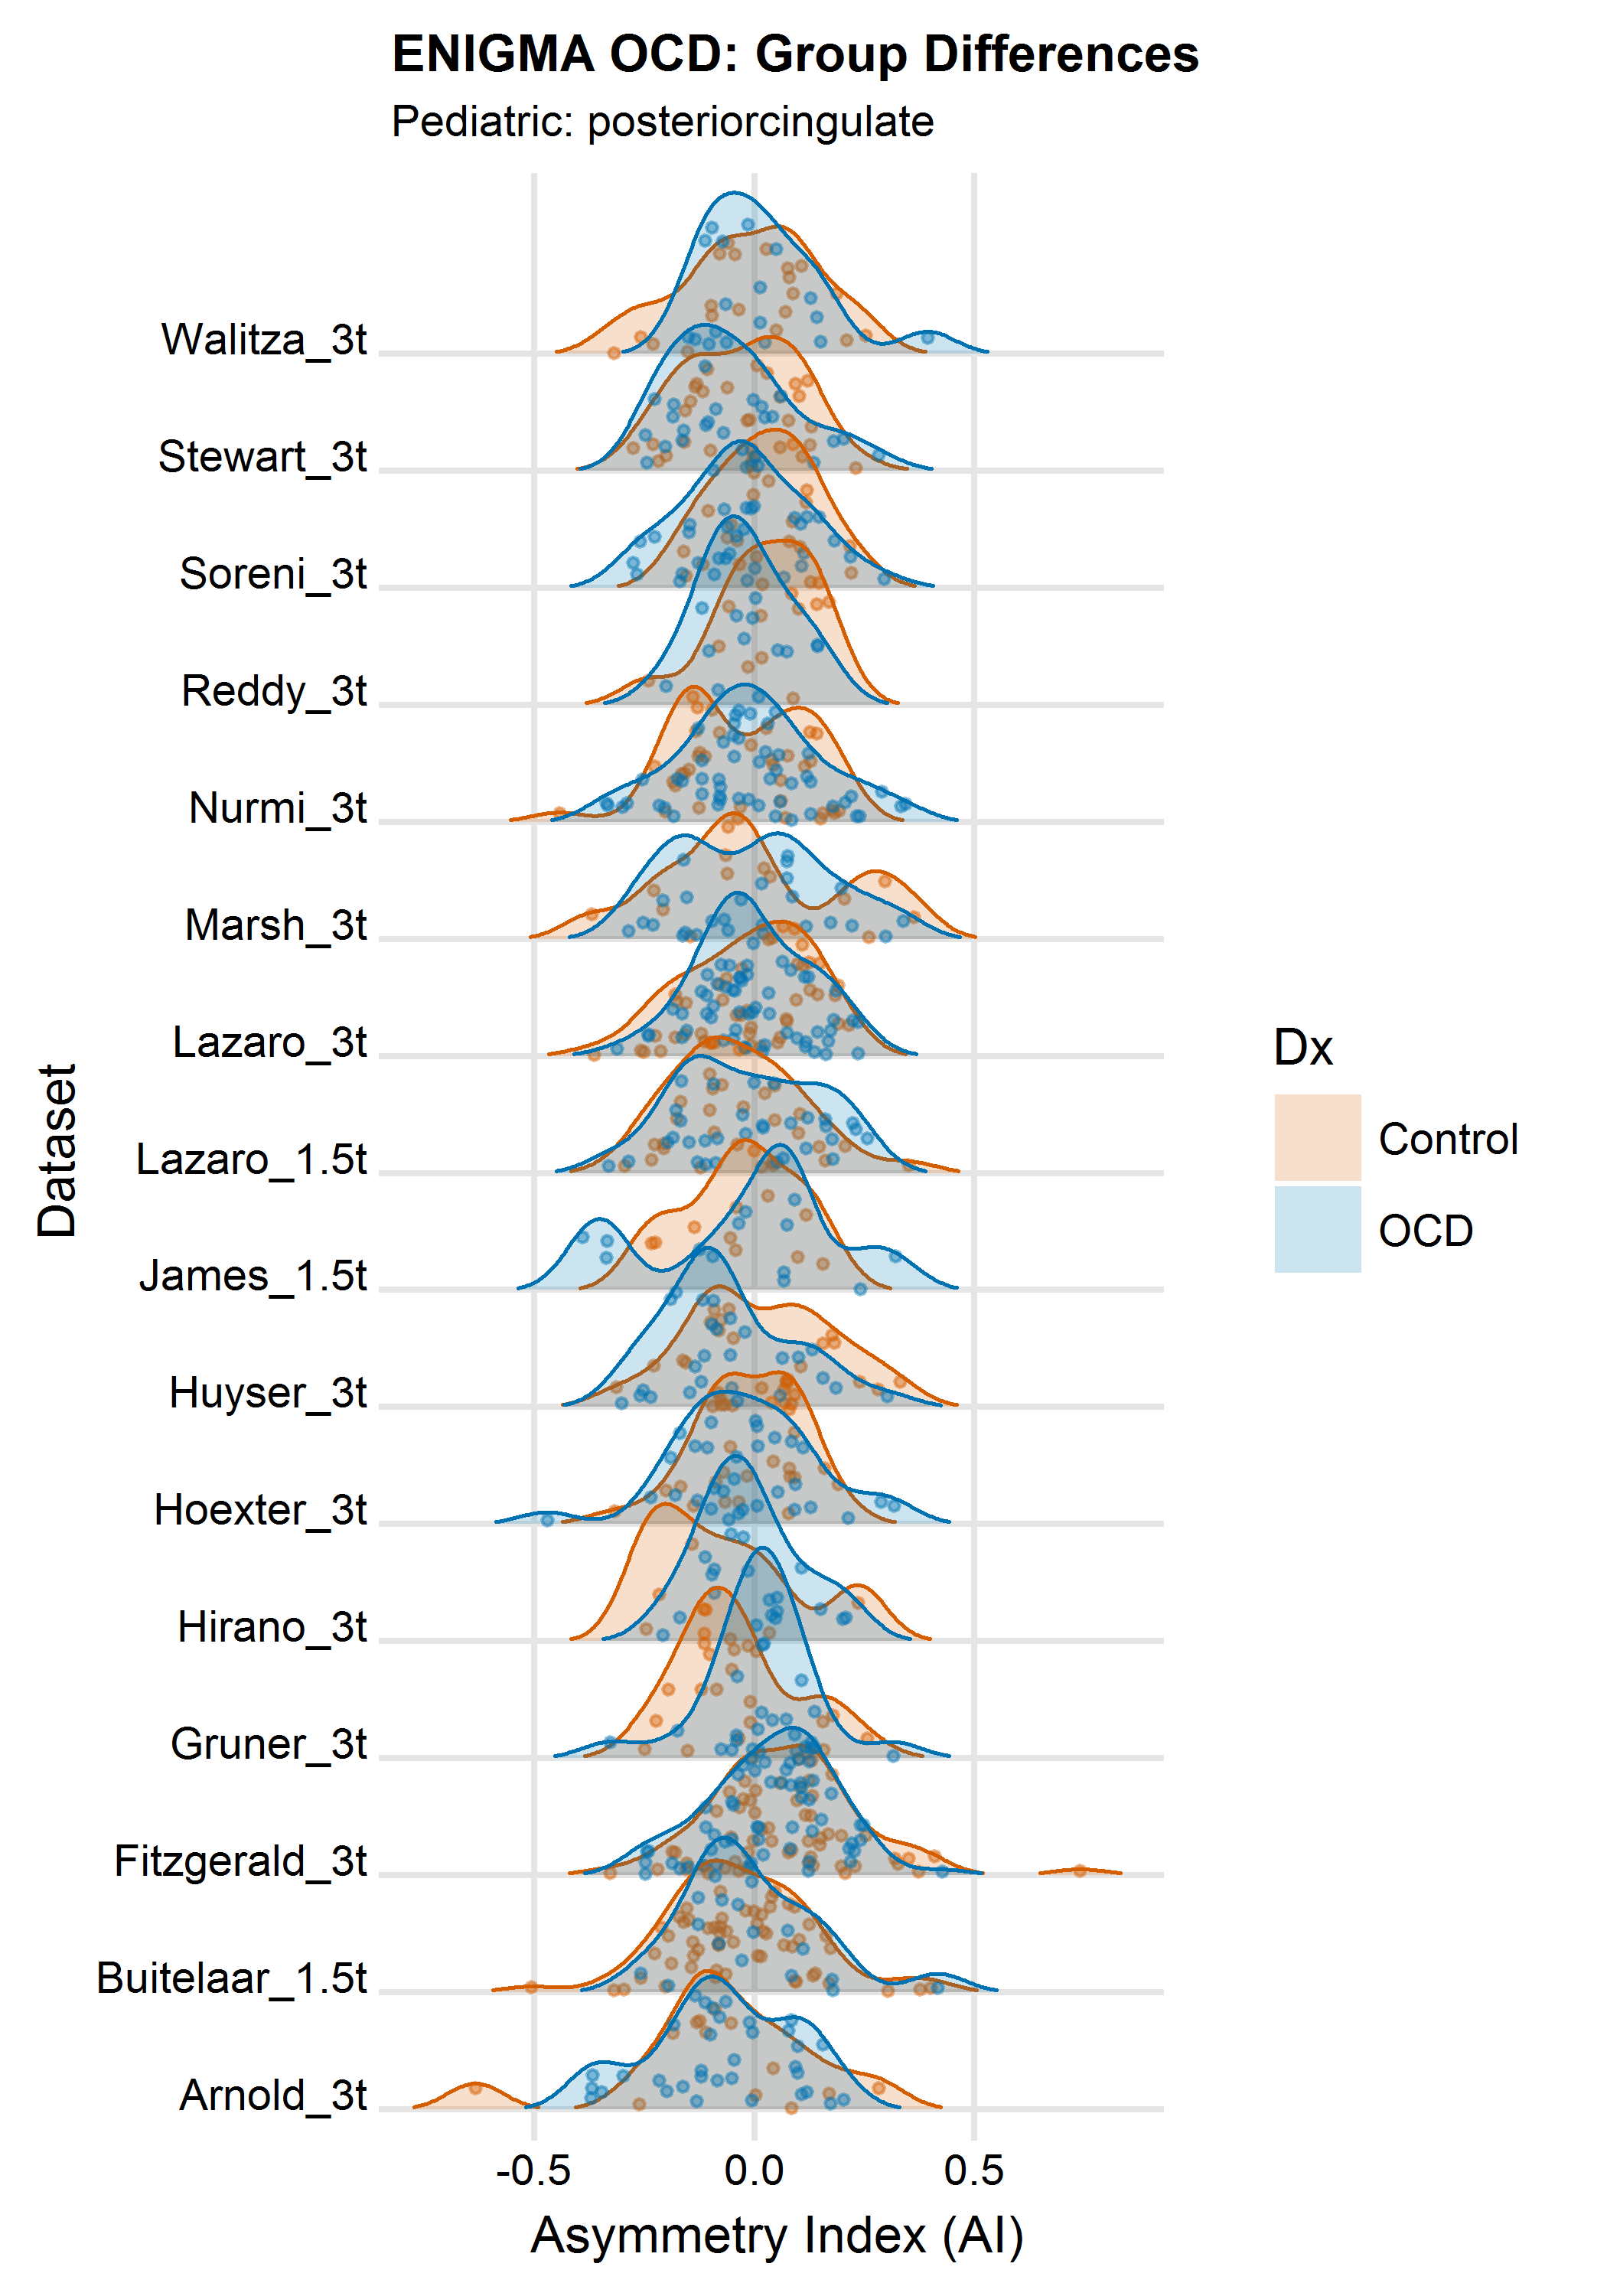 ENIGMA OCD: Group Differences
Pediatric: posteriorcingulate
Walitza_3t
Stewart_3t
Soreni_3t
Reddy_3t
Nurmi_3t
Marsh_3t
Lazaro_3t
Lazaro_1.5t
James_1.5t
Huyser_3t
Hoexter_3t
Hirano_3t
Gruner_3t
Fitzgerald_3t
Buitelaar_1.5t
Arnold_3t
Dataset
-0.5 0.0 0.5
Asymmetry Index (AI)
Dx
Control
OCD